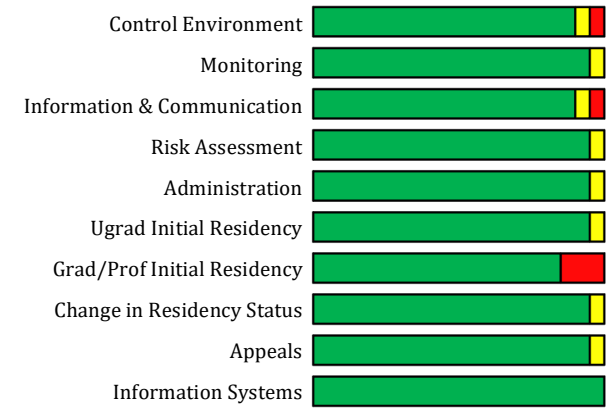 Control Environment
Monitoring
Information & Communication
Risk Assessment
Administration
Ugrad Initial Residency
Grad/Prof Initial Residency
Change in Residency Status
Appeals
Information Systems